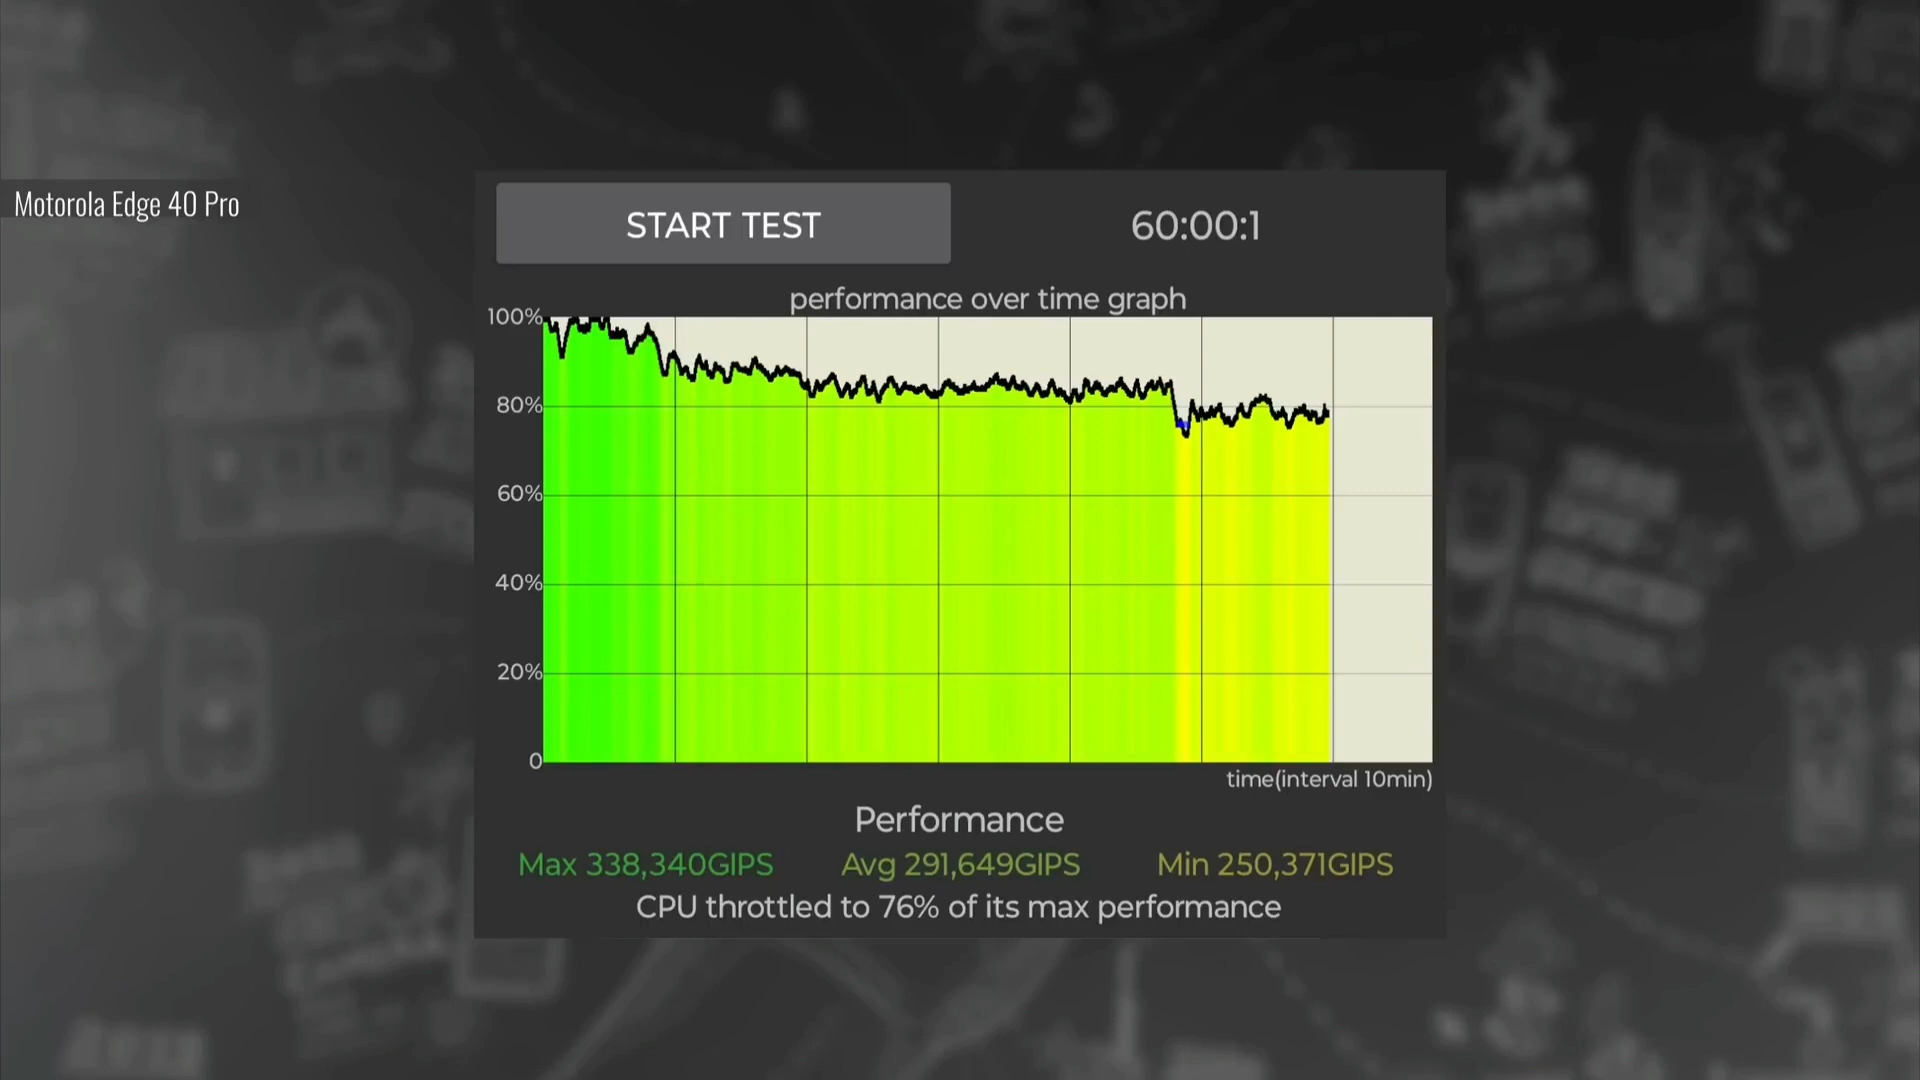 Motorola Edge 40 Pro
START TEST
60:00:1
performance over time graph
100%
80%
60%
40%
20%
0
time(interval 10min)
Performance
Max 338,340GIPS
Avg 291,649GIPS
Min 250,371GIPS
CPU throttled to 76% of its max performance